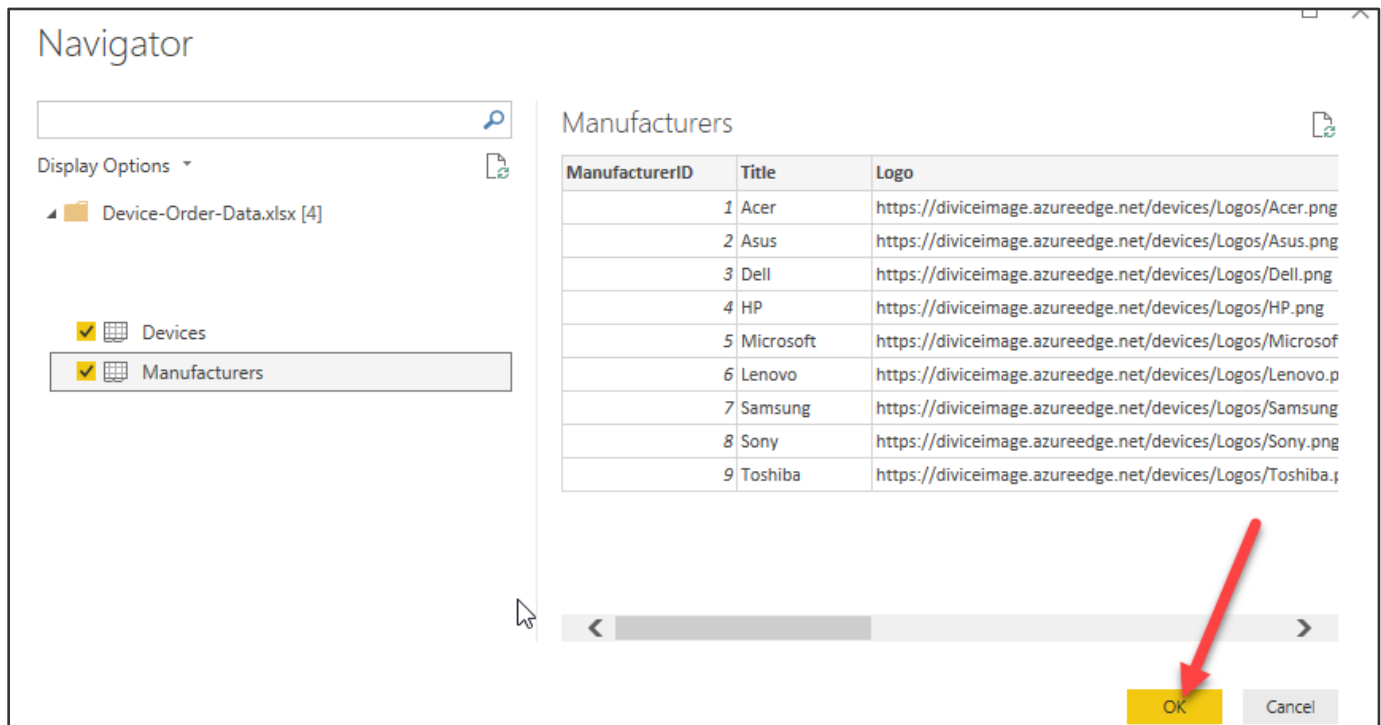 Navigator
Display Options
Device-Order-Data.xlsx [4]
Devices
Manufacturers
Manufacturers
ManufacturerID Title Logo
1 Acer https://diviceimage.azureedge.net/devices/Logos/Acer.png
2 Asus https://diviceimage.azureedge.net/devices/Logos/Asus.png
3 Dell https://diviceimage.azureedge.net/devices/Logos/Dell.png
4 HP https://diviceimage.azureedge.net/devices/Logos/HP.png
5 Microsoft https://diviceimage.azureedge.net/devices/Logos/Microsof
6 Lenovo https://diviceimage.azureedge.net/devices/Logos/Lenovo.p
7 Samsung https://diviceimage.azureedge.net/devices/Logos/Samsung
8 Sony https://diviceimage.azureedge.net/devices/Logos/Sony.png
9 Toshiba https://diviceimage.azureedge.net/devices/Logos/Toshiba.p
OK Cancel